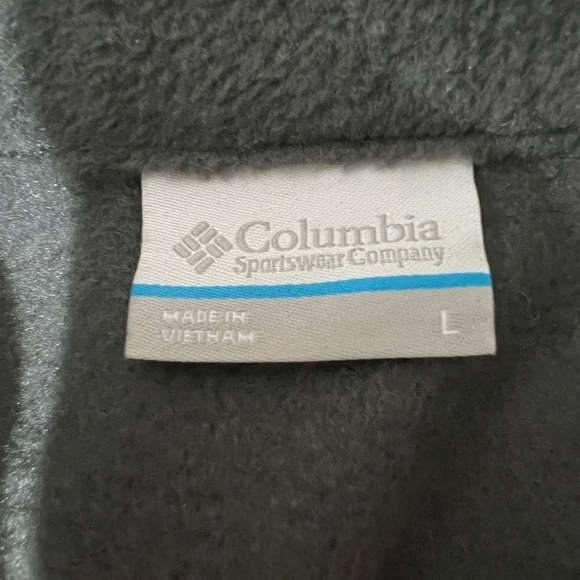 Columbia
Sportswear Company
MADE IN
VIETNAM
L